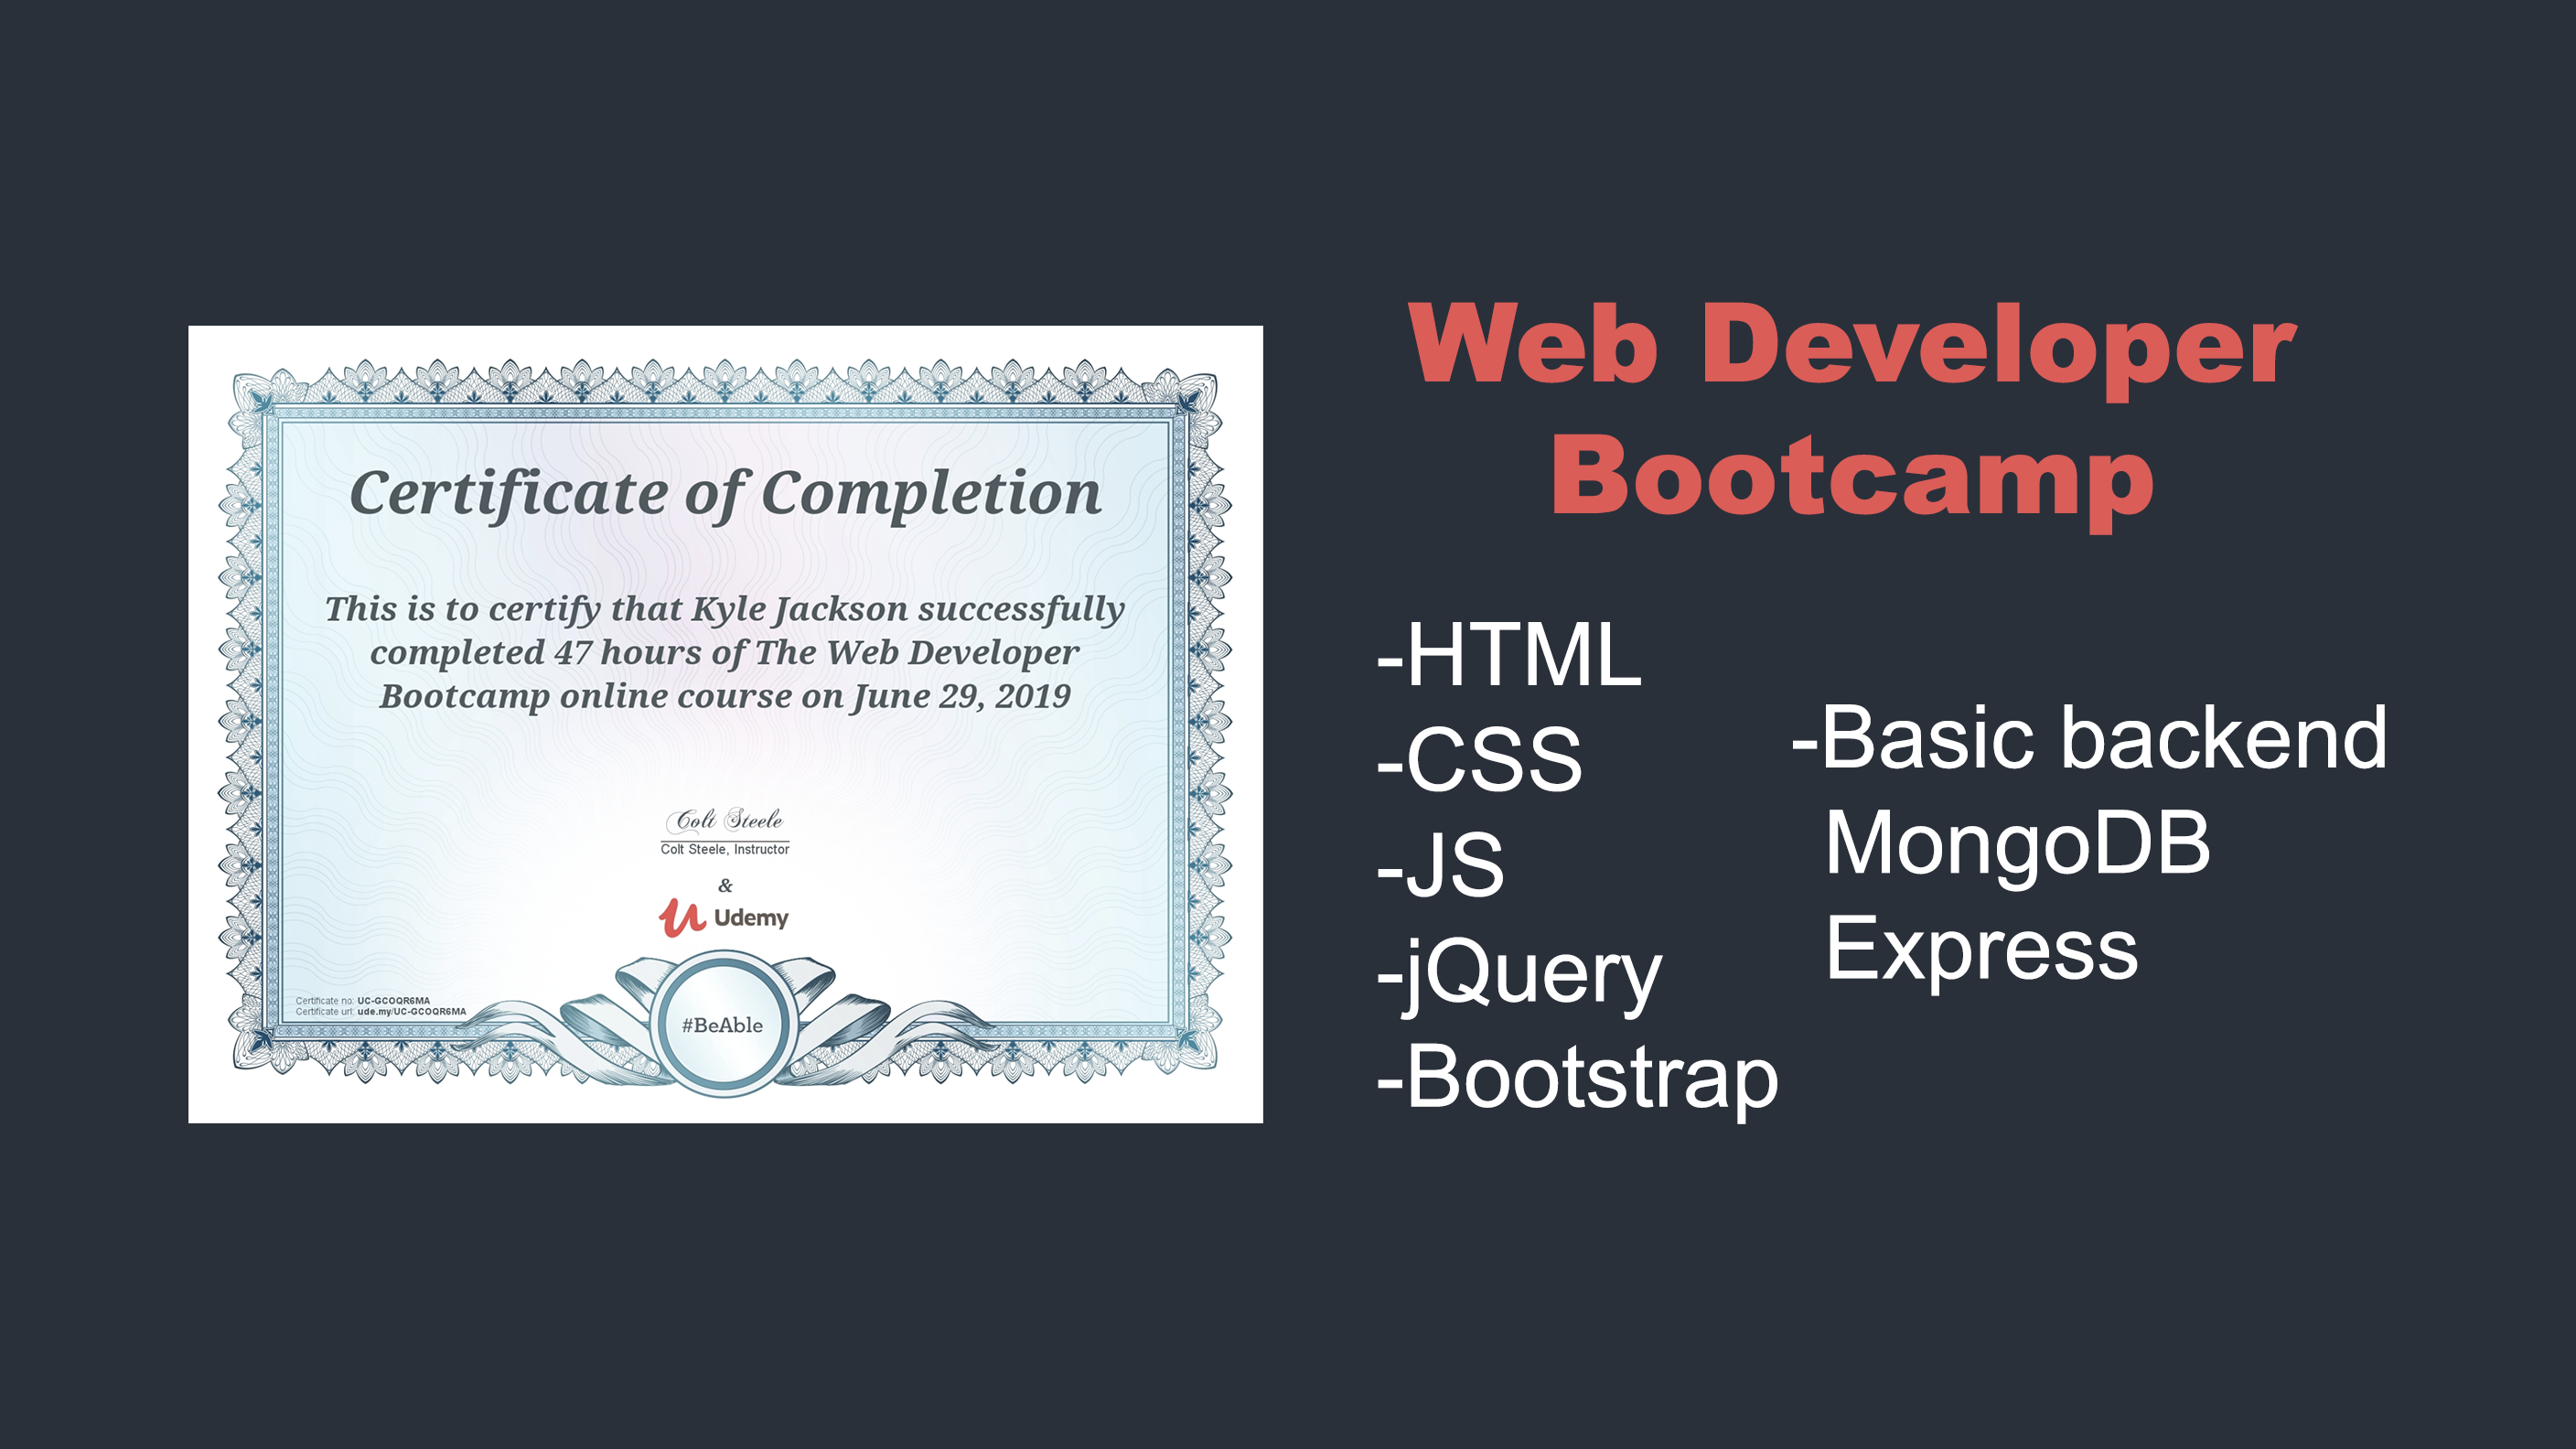 Certificate of Completion
This is to certify that Kyle Jackson successfully
completed 47 hours of The Web Developer
Bootcamp online course on June 29, 2019
Colt Steele
Colt Steele, Instructor
&
Udemy
#BeAble
Certificate no: UC-GCOQR6MA
Certificate url: ude.my/UC-GCOQR6MA
Web Developer
Bootcamp
-HTML
-CSS
-JS
-jQuery
-Bootstrap
-Basic backend
MongoDB
Express